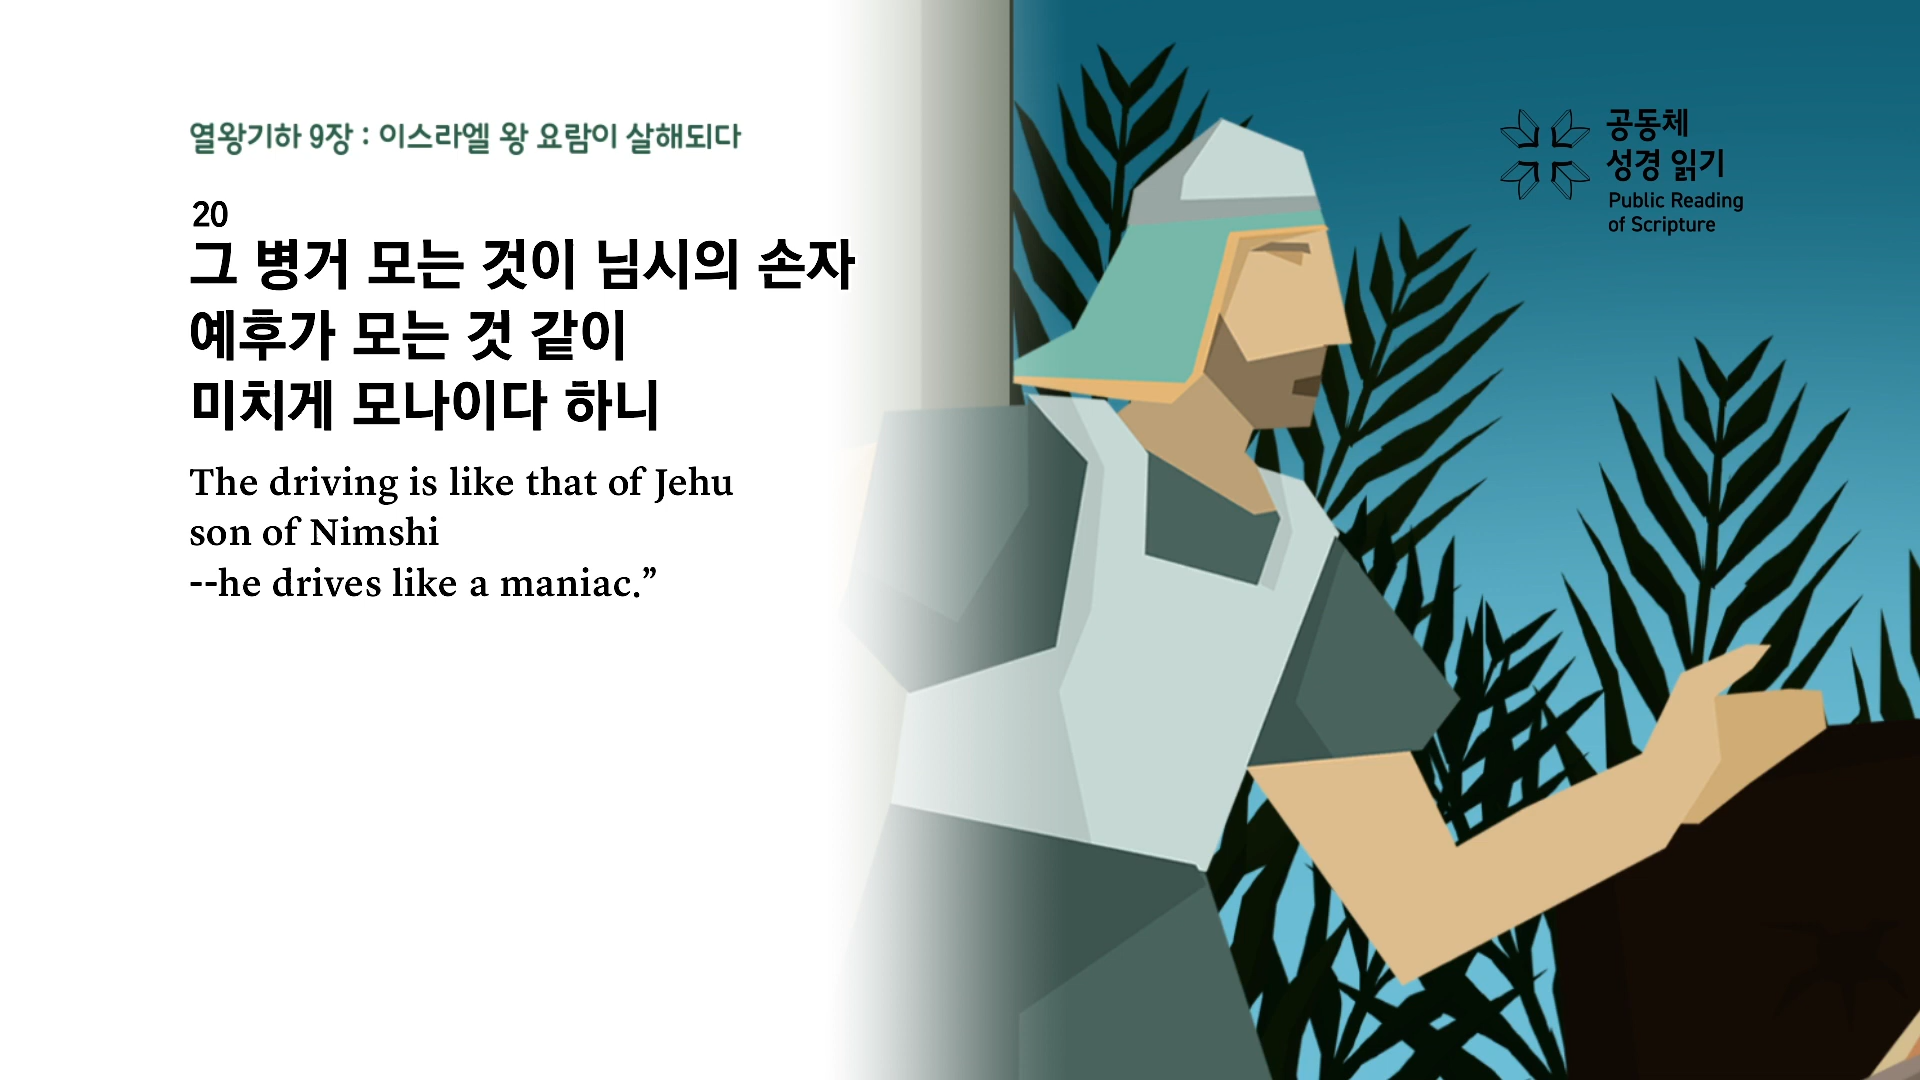 열왕기하 9장 : 이스라엘 왕 요람이 살해되다
20
그 병거 모는 것이 님시의 손자
예후가 모는 것 같이
미치게 모나이다 하니
The driving is like that of Jehu
son of Nimshi
--he drives like a maniac.”
공동체
성경 읽기
Public Reading
of Scripture